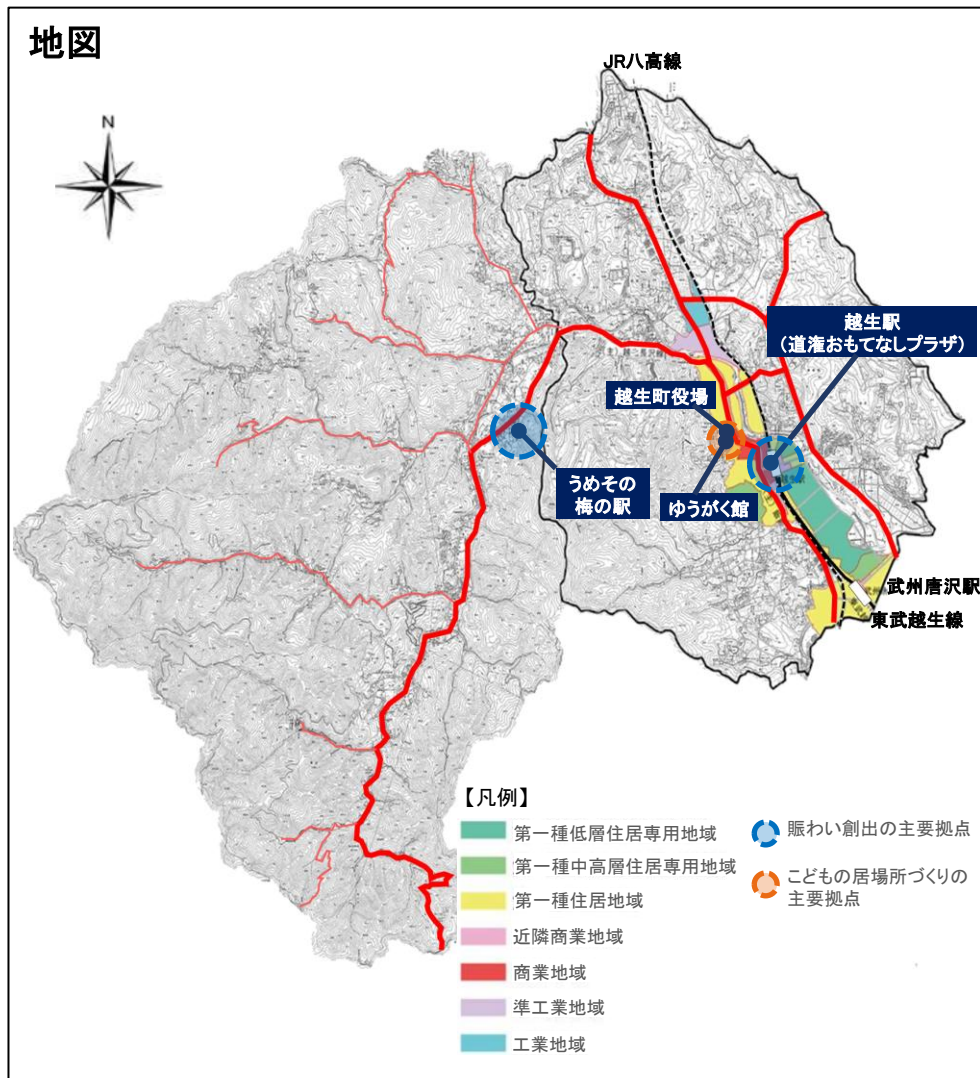 地図
JR八高線
N
越生駅
（道灌おもてなしプラザ）
越生町役場
うめその
梅の駅
ゆうがく館
武州唐沢駅
東武越生線
【凡例】
第一種低層住居専用地域
第一種中高層住居専用地域
第一種住居地域
近隣商業地域
商業地域
準工業地域
工業地域
賑わい創出の主要拠点
こどもの居場所づくりの
主要拠点